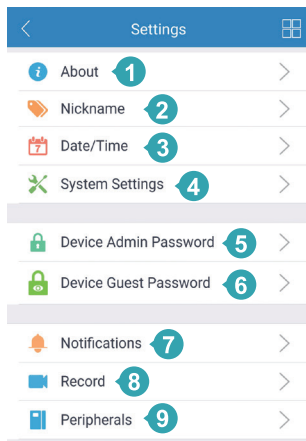 Settings
About 1
Nickname 2
7 Date/Time 3
System Settings 4
Device Admin Password 5
Device Guest Password 6
Notifications 7
Record 8
Peripherals 9